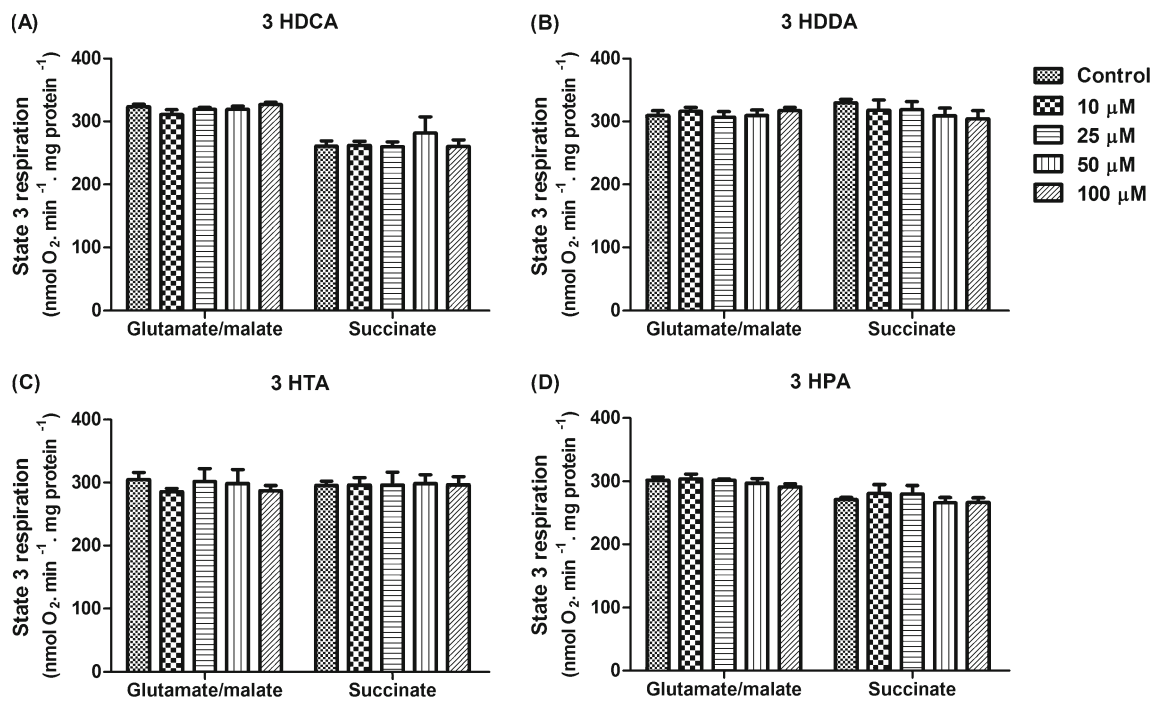 (A) 3 HDCA
State 3 respiration
(nmol O2. min -1. mg protein -1)
400
300
200
100
0
Glutamate/malate Succinate
(B) 3 HDDA
State 3 respiration
(nmol O2. min -1. mg protein -1)
400
300
200
100
0
Glutamate/malate Succinate
Control
10 μM
25 μM
50 μM
100 μM
(C) 3 HTA
State 3 respiration
(nmol O2. min -1. mg protein -1)
400
300
200
100
0
Glutamate/malate Succinate
(D) 3 HPA
State 3 respiration
(nmol O2. min -1. mg protein -1)
400
300
200
100
0
Glutamate/malate Succinate